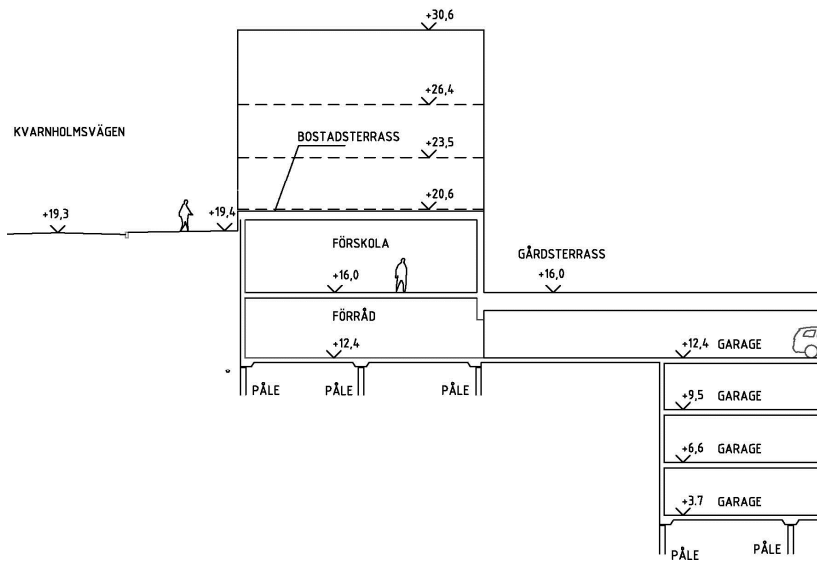 +30,6
+26,4
KVARNHOLMSVÄGEN
BOSTADSTERRASS
+23,5
+20,6
+19,3
+19,4
FÖRSKOLA
GÅRDSTERRASS
+16,0
+16,0
FÖRRÅD
+12,4
+12,4 GARAGE
PÅLE
PÅLE
PÅLE
+9,5 GARAGE
+6,6 GARAGE
+3.7 GARAGE
PÅLE
PÅLE